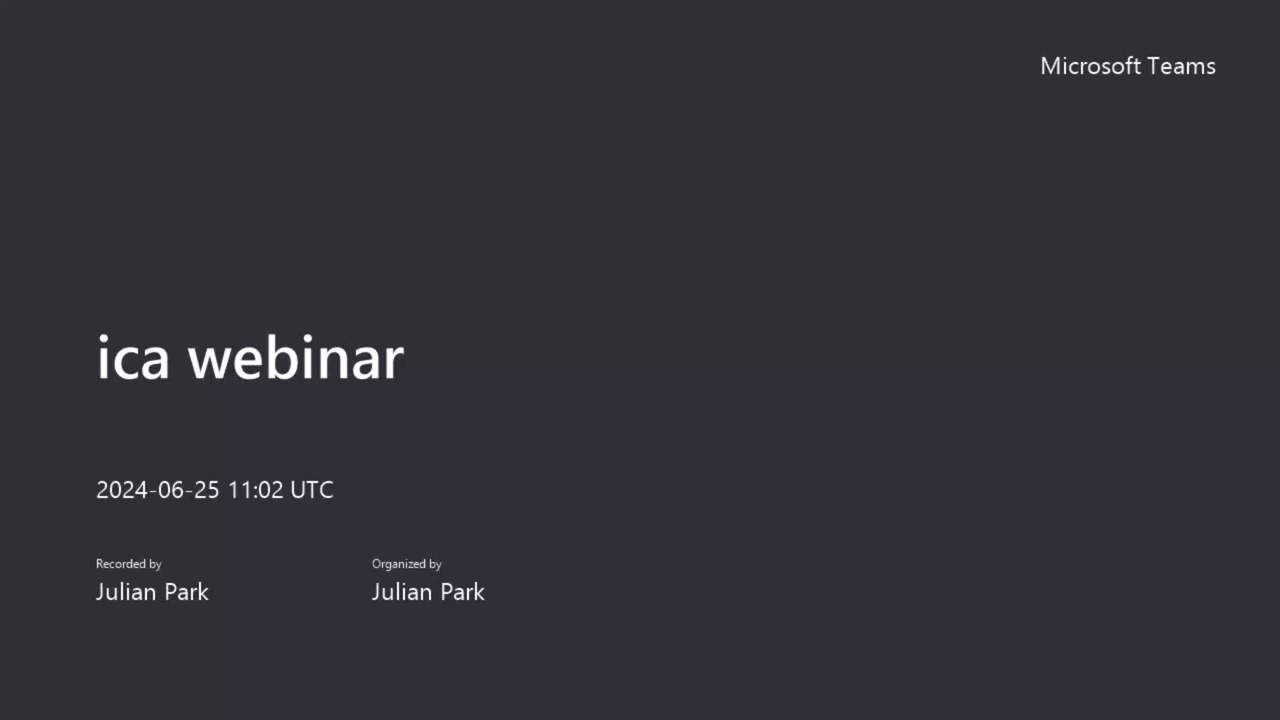 Microsoft Teams
ica webinar
2024-06-25 11:02 UTC
Recorded by
Julian Park
Organized by
Julian Park